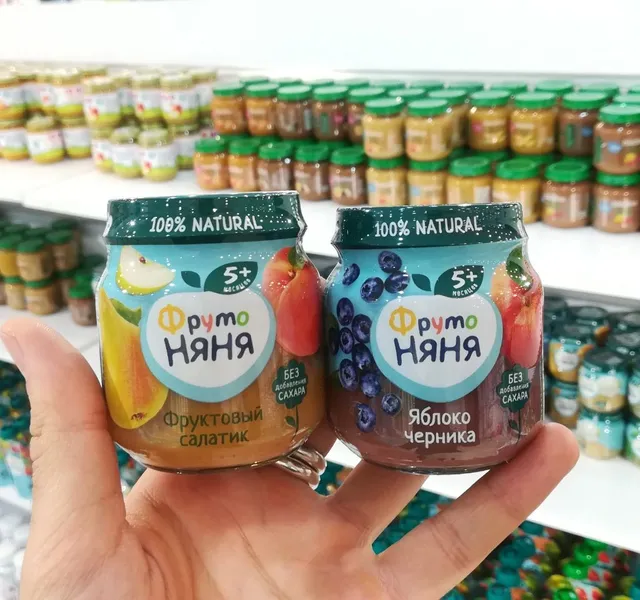 100% NATURAL
5+
месяцев
Фруто
НЯНЯ
БЕЗ
добавления
САХАРА
Фруктовый
салатик
100% NATURAL
5+
месяцев
Фруто
НЯНЯ
БЕЗ
добавления
САХАРА
Яблоко
черника